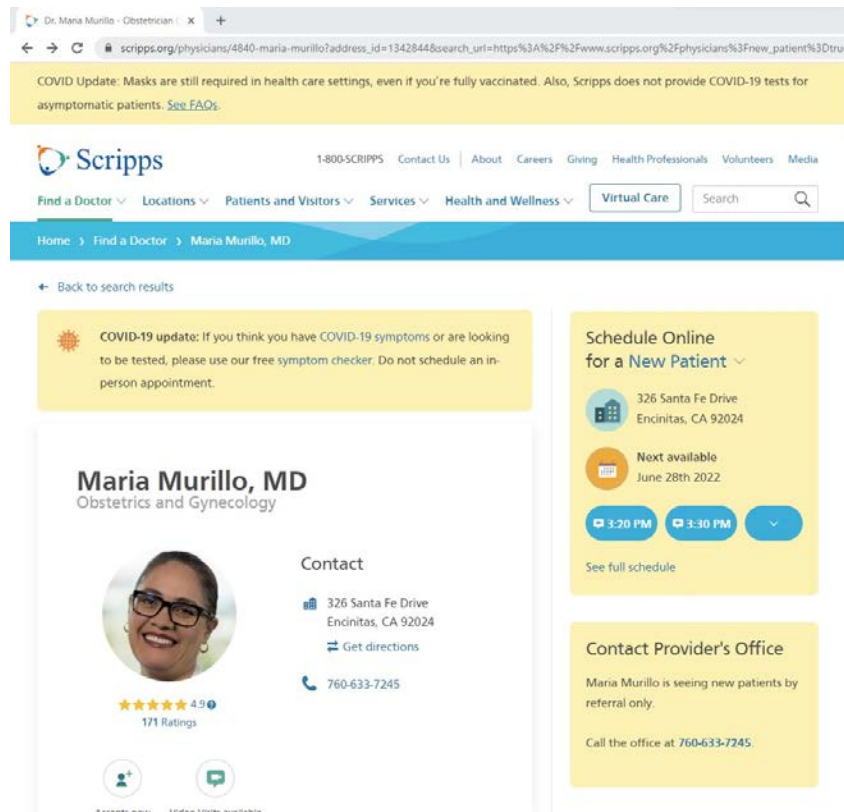 Dr. Maria Murillo - Obstetrician (
scripps.org/physicians/4840-maria-murillo?address_id=1342844&search_url=https%3A%2F%2Fwww.scripps.org%2Fphysicians%3Fnew_patient%3Dtru
COVID Update: Masks are still required in health care settings, even if you're fully vaccinated. Also, Scripps does not provide COVID-19 tests for
asymptomatic patients. See FAQs.
Scripps
1-800-SCRIPPS Contact Us | About Careers Giving Health Professionals Volunteers Media
Find a Doctor Locations Patients and Visitors Services Health and Wellness Virtual Care Search
Home > Find a Doctor > Maria Murillo, MD
Back to search results
COVID-19 update: If you think you have COVID-19 symptoms or are looking
to be tested, please use our free symptom checker. Do not schedule an in-
person appointment.
Maria Murillo, MD
Obstetrics and Gynecology
4.9
171 Ratings
Contact
326 Santa Fe Drive
Encinitas, CA 92024
Get directions
760-633-7245
Accepts new Video Visits available
Schedule Online
for a New Patient
326 Santa Fe Drive
Encinitas, CA 92024
Next available
June 28th 2022
3:20 PM 3:30 PM
See full schedule
Contact Provider's Office
Maria Murillo is seeing new patients by
referral only.
Call the office at 760-633-7245.